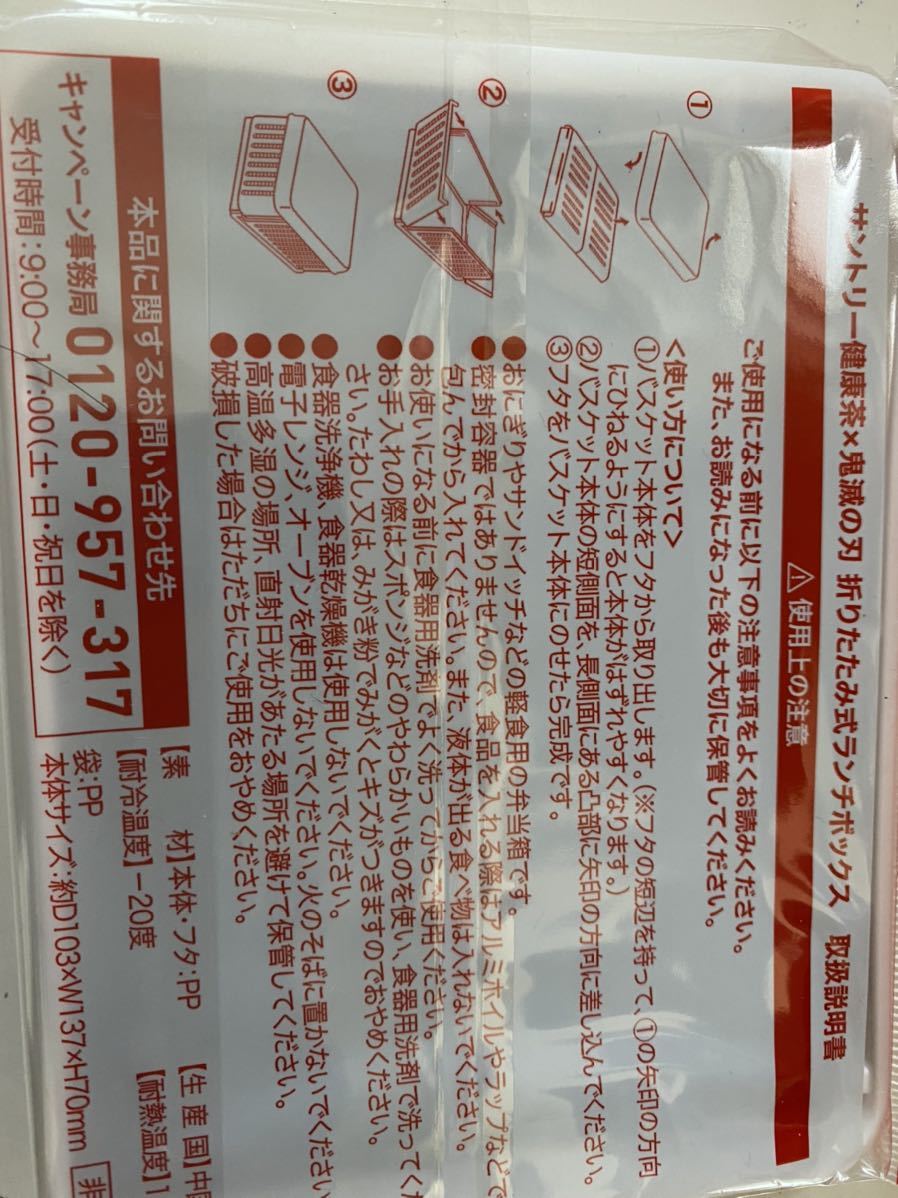 サントリー健康茶×鬼滅の刃 折りたたみ式ランチボックス 取扱説明書
⚠使用上の注意
ご使用になる前に以下の注意事項をよくお読みください。
また、お読みになった後も大切に保管してください。
①
②
③
<使い方について>
①バスケット本体をフタから取り出します。(※フタの短辺を持って、①の矢印の方向
にひねるようにすると本体がはずれやすくなります。)
②バスケット本体の短側面を、長側面にある凸部に矢印の方向に差し込んでください。
③フタをバスケット本体にのせたら完成です。
●おにぎりやサンドイッチなどの軽食用の弁当箱です。
●密封容器ではありませんので、食品を入れる際はアルミホイルやラップなどで
包んでから入れてください。また、液体が出る食べ物は入れないでください。
●お使いになる前に食器用洗剤でよく洗ってからご使用ください。
●お手入れの際はスポンジなどのやわらかいものを使い、食器用洗剤で洗ってくだ
さい。たわし又は、みがき粉でみがくとキズがつきますのでおやめください。
●食器洗浄機、食器乾燥機は使用しないでください。
●電子レンジ、オーブンを使用しないでください。火のそばに置かないでください
●高温多湿の場所、直射日光があたる場所を避けて保管してください。
●破損した場合はただちにご使用をおやめください。
本品に関するお問い合わせ先
キャンペーン事務局 0120-957-317
受付時間:9:00〜17:00(土・日・祝日を除く)
【素 材】本体・フタ:PP 【生産国】中
【耐冷温度】-20度 【耐熱温度】1
袋:PP
本体サイズ:約D103×W137×H70mm 非